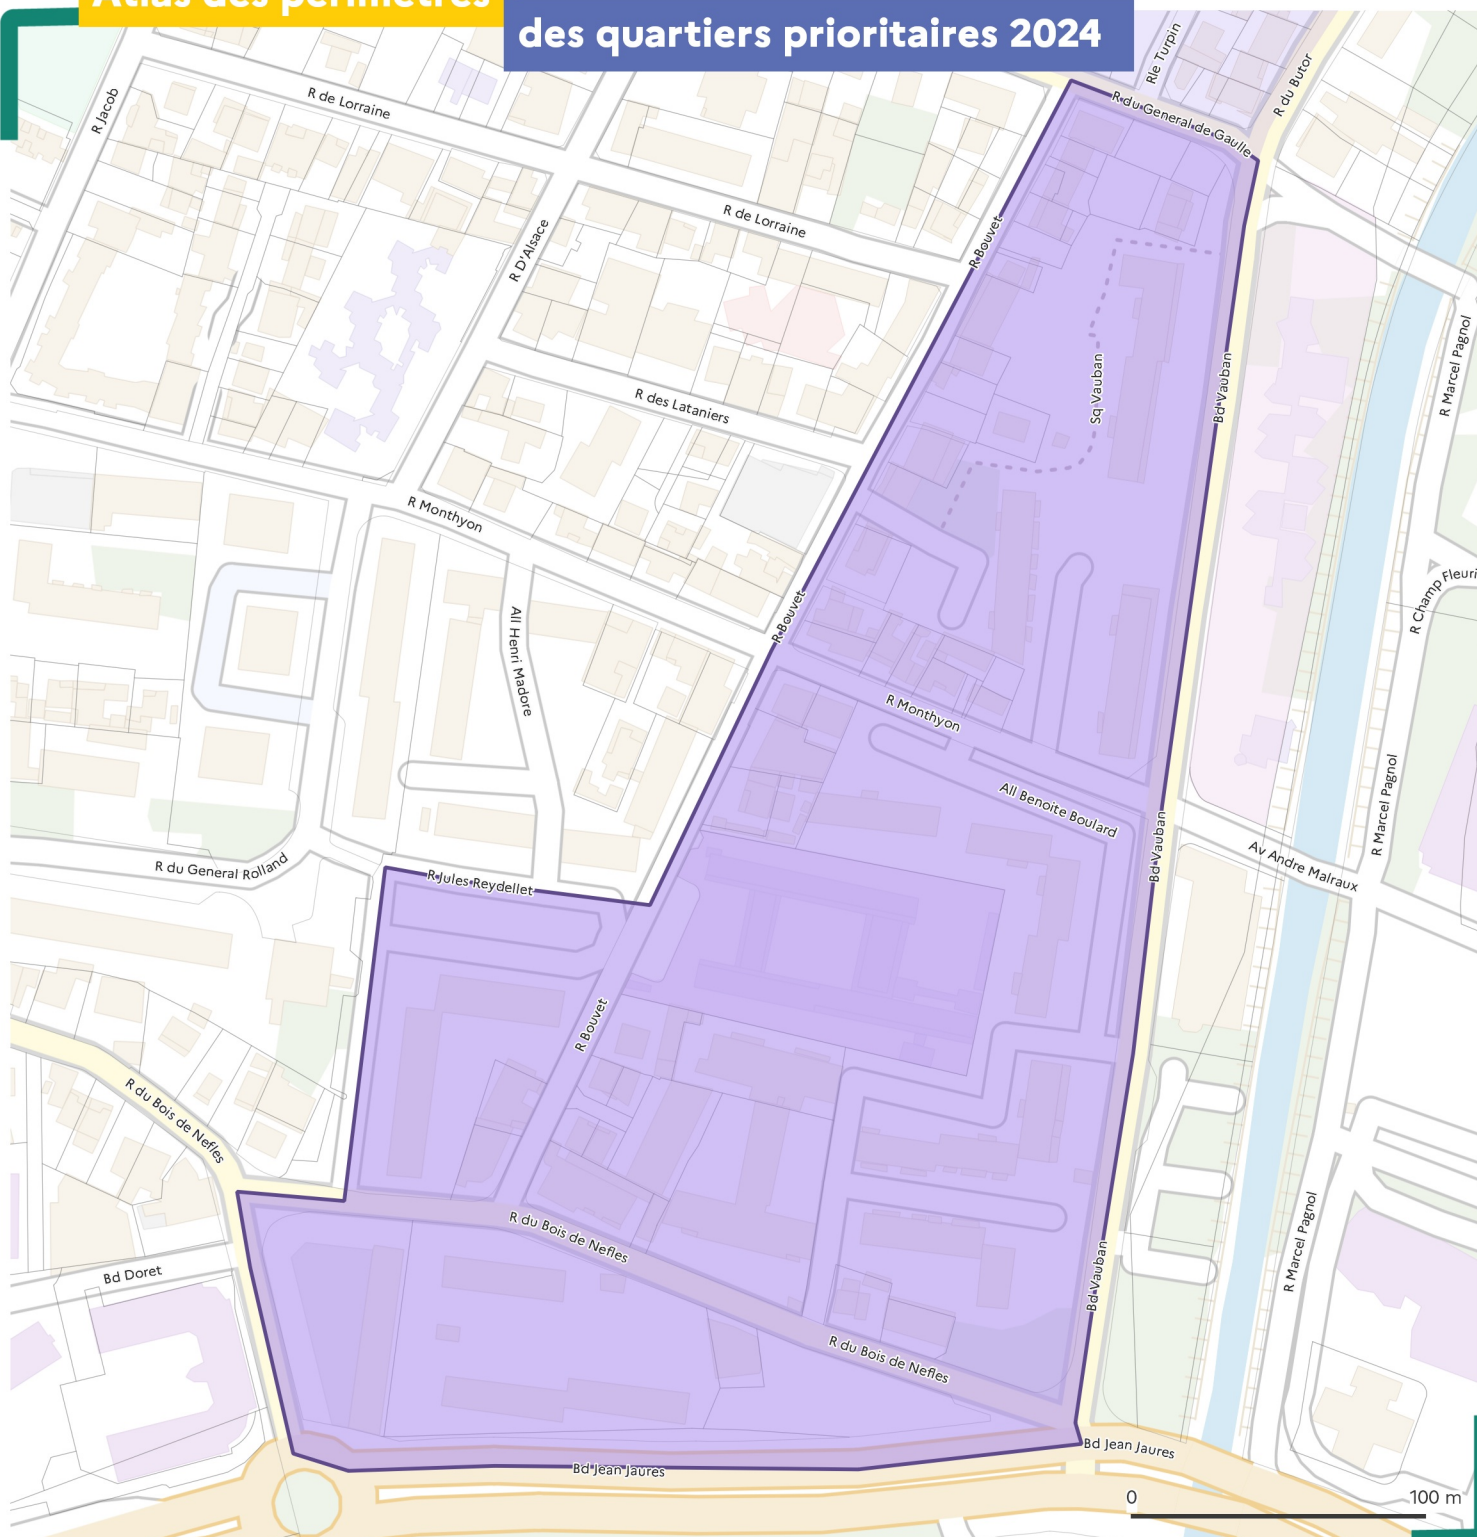 Atlas des périmètres
des quartiers prioritaires 2024
Rle Turpin
R du Butor
R Jacob
R de Lorraine
R du General de Gaulle
R de Lorraine
R D'Alsace
R Bouvet
R Marcel Pagnol
Sq Vauban
Bd Vauban
R des Lataniers
R Monthyon
R Champ Fleuri
R Bouvet
All Henri Madore
R Monthyon
All Benoite Boulard
R Marcel Pagnol
Bd Vauban
Av Andre Malraux
R du General Rolland
R Jules Reydellet
R Bouvet
R du Bois de Nefles
R Marcel Pagnol
R du Bois de Nefles
Bd Vauban
Bd Doret
R du Bois de Nefles
Bd Jean Jaures
Bd Jean Jaures
0 100 m